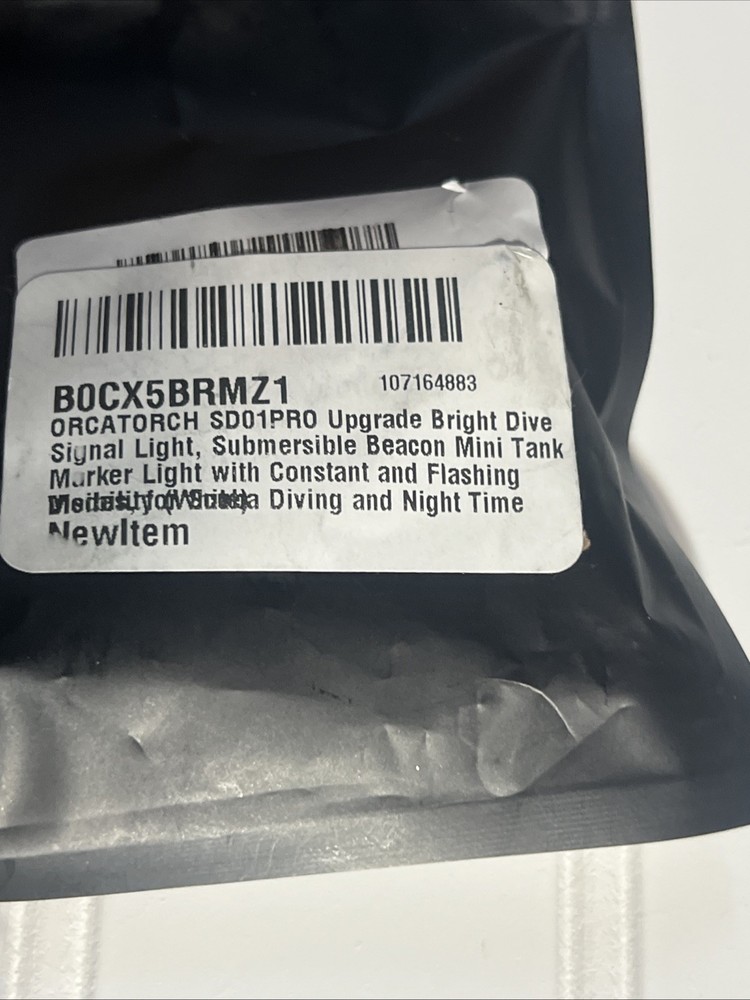 B0CX5BRMZ1
107164883
ORCATORCH SD01PRO Upgrade Bright Dive
Signal Light, Submersible Beacon Mini Tank
Marker Light with Constant and Flashing
Diving and Night Time
NewItem